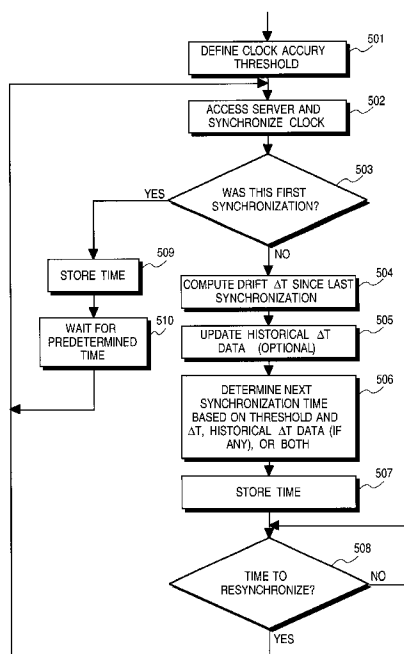 501
DEFINE CLOCK ACCURY
THRESHOLD
502
ACCESS SERVER AND
SYNCHRONIZE CLOCK
503
WAS THIS FIRST
SYNCHRONIZATION?
YES
NO
509
STORE TIME
510
WAIT FOR
PREDETERMINED
TIME
504
COMPUTE DRIFT ΔT SINCE LAST
SYNCHRONIZATION
505
UPDATE HISTORICAL ΔT
DATA (OPTIONAL)
506
DETERMINE NEXT
SYNCHRONIZATION TIME
BASED ON THRESHOLD AND
ΔT, HISTORICAL ΔT DATA (IF
ANY), OR BOTH
507
STORE TIME
508
TIME TO
RESYNCHRONIZE?
NO
YES